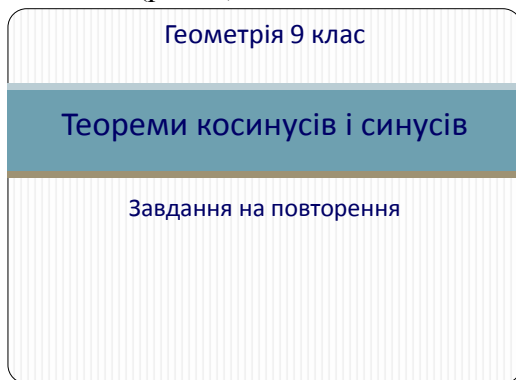 Геометрія 9 клас
Теореми косинусів і синусів
Завдання на повторення